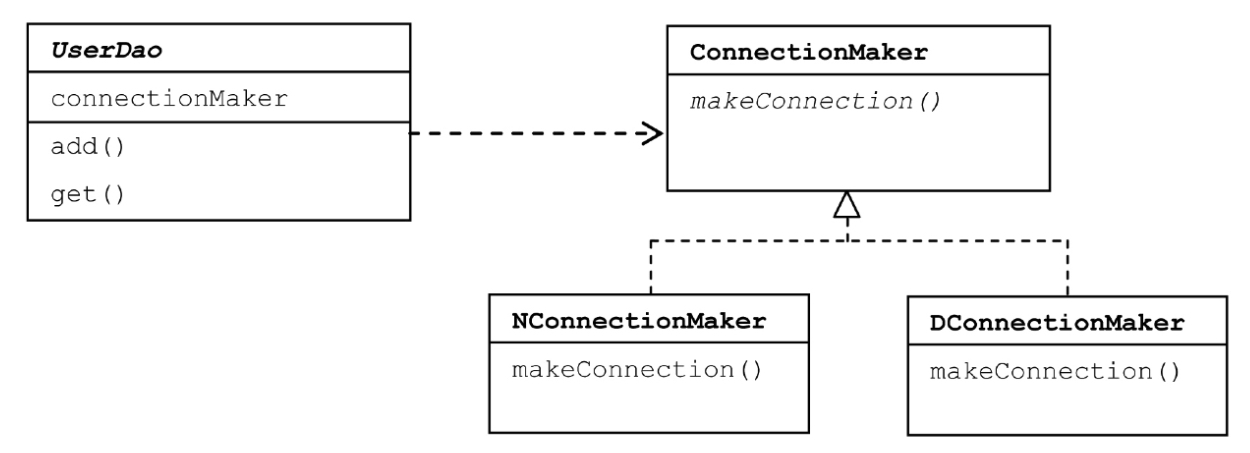 UserDao
connectionMaker
add()
get()
ConnectionMaker
makeConnection()
NConnectionMaker
makeConnection()
DConnectionMaker
makeConnection()